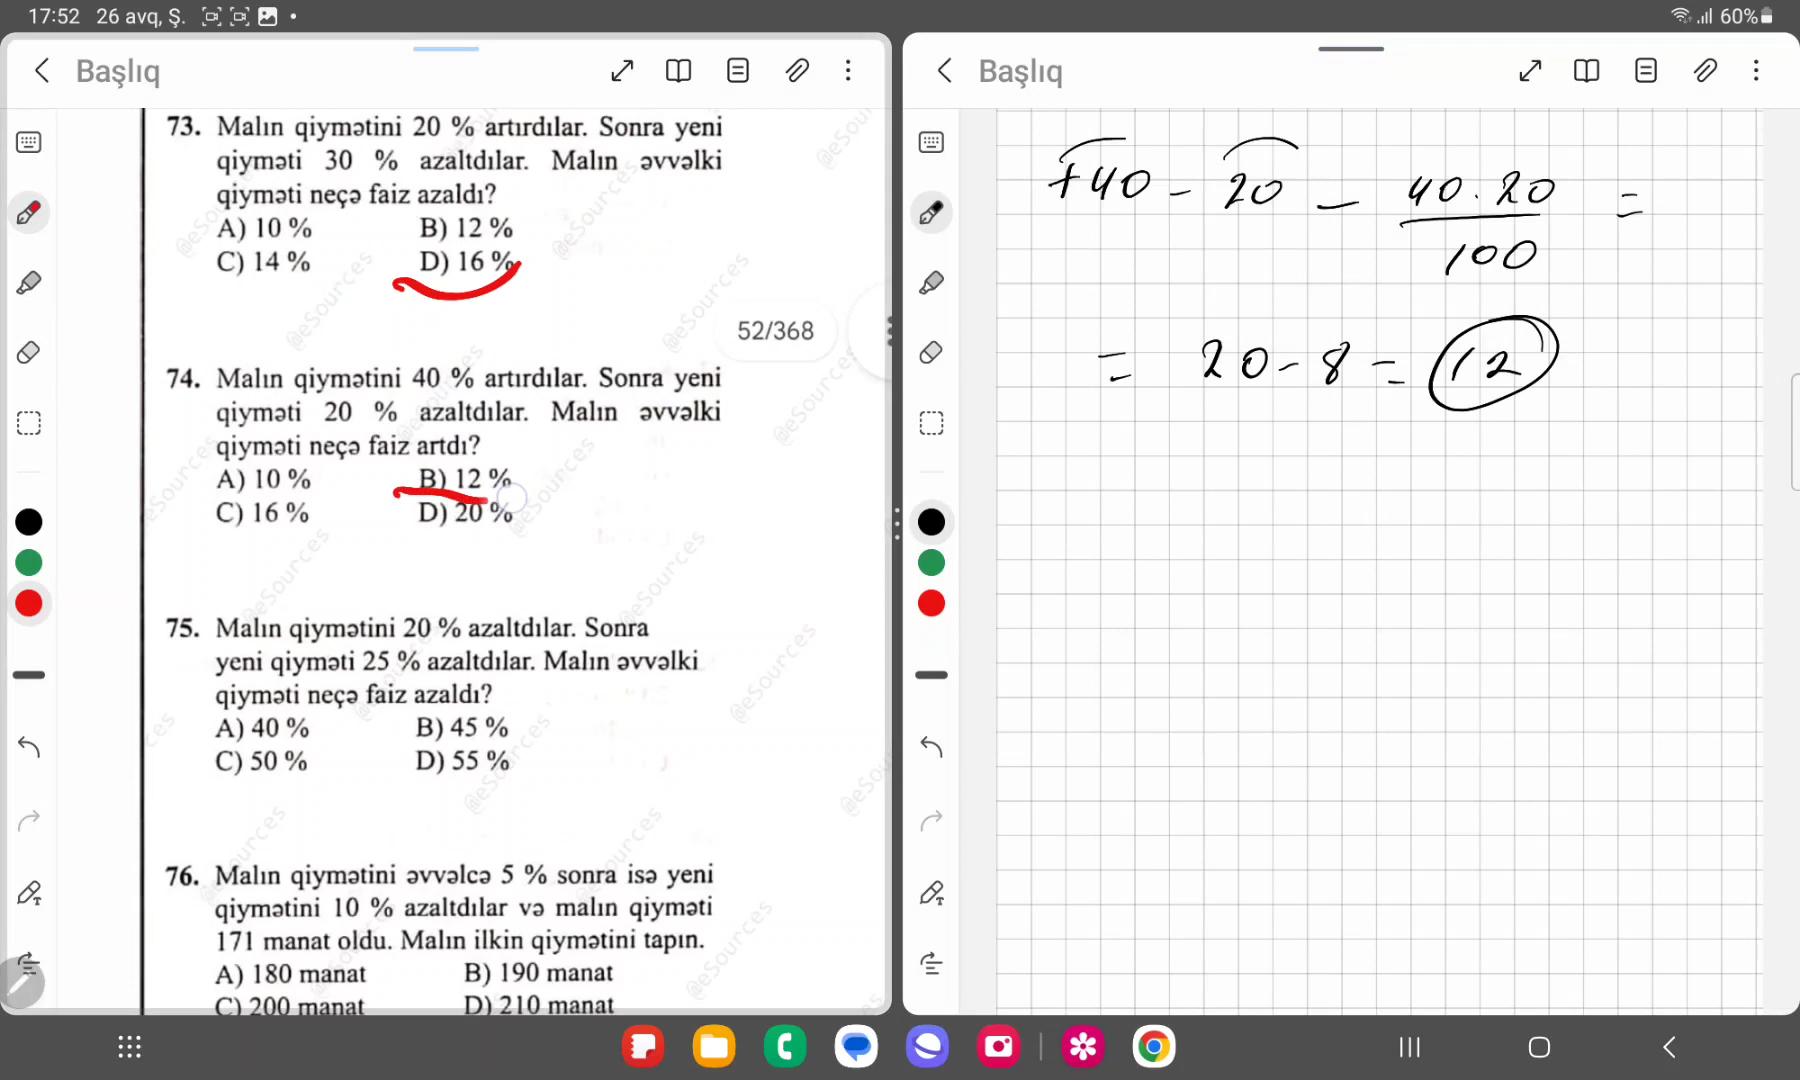 17:52 26 avq, Ş.
60%
Başlıq
73. Malın qiymətini 20 % artırdılar. Sonra yeni
qiyməti 30 % azaltdılar. Malın əvvəlki
qiyməti neçə faiz azaldı?
A) 10 % B) 12 %
C) 14 % D) 16 %
52/368
74. Malın qiymətini 40 % artırdılar. Sonra yeni
qiyməti 20 % azaltdılar. Malın əvvəlki
qiyməti neçə faiz artdı?
A) 10 % B) 12 %
C) 16 % D) 20 %
75. Malın qiymətini 20 % azaltdılar. Sonra
yeni qiyməti 25 % azaltdılar. Malın əvvəlki
qiyməti neçə faiz azaldı?
A) 40 % B) 45 %
C) 50 % D) 55 %
76. Malın qiymətini əvvəlcə 5 % sonra isə yeni
qiymətini 10 % azaltdılar və malın qiyməti
171 manat oldu. Malın ilkin qiymətini tapın.
A) 180 manat B) 190 manat
C) 200 manat D) 210 manat
@eSources
Başlıq
+40 - 20 - 40.20 =
100
= 20 - 8 = 12